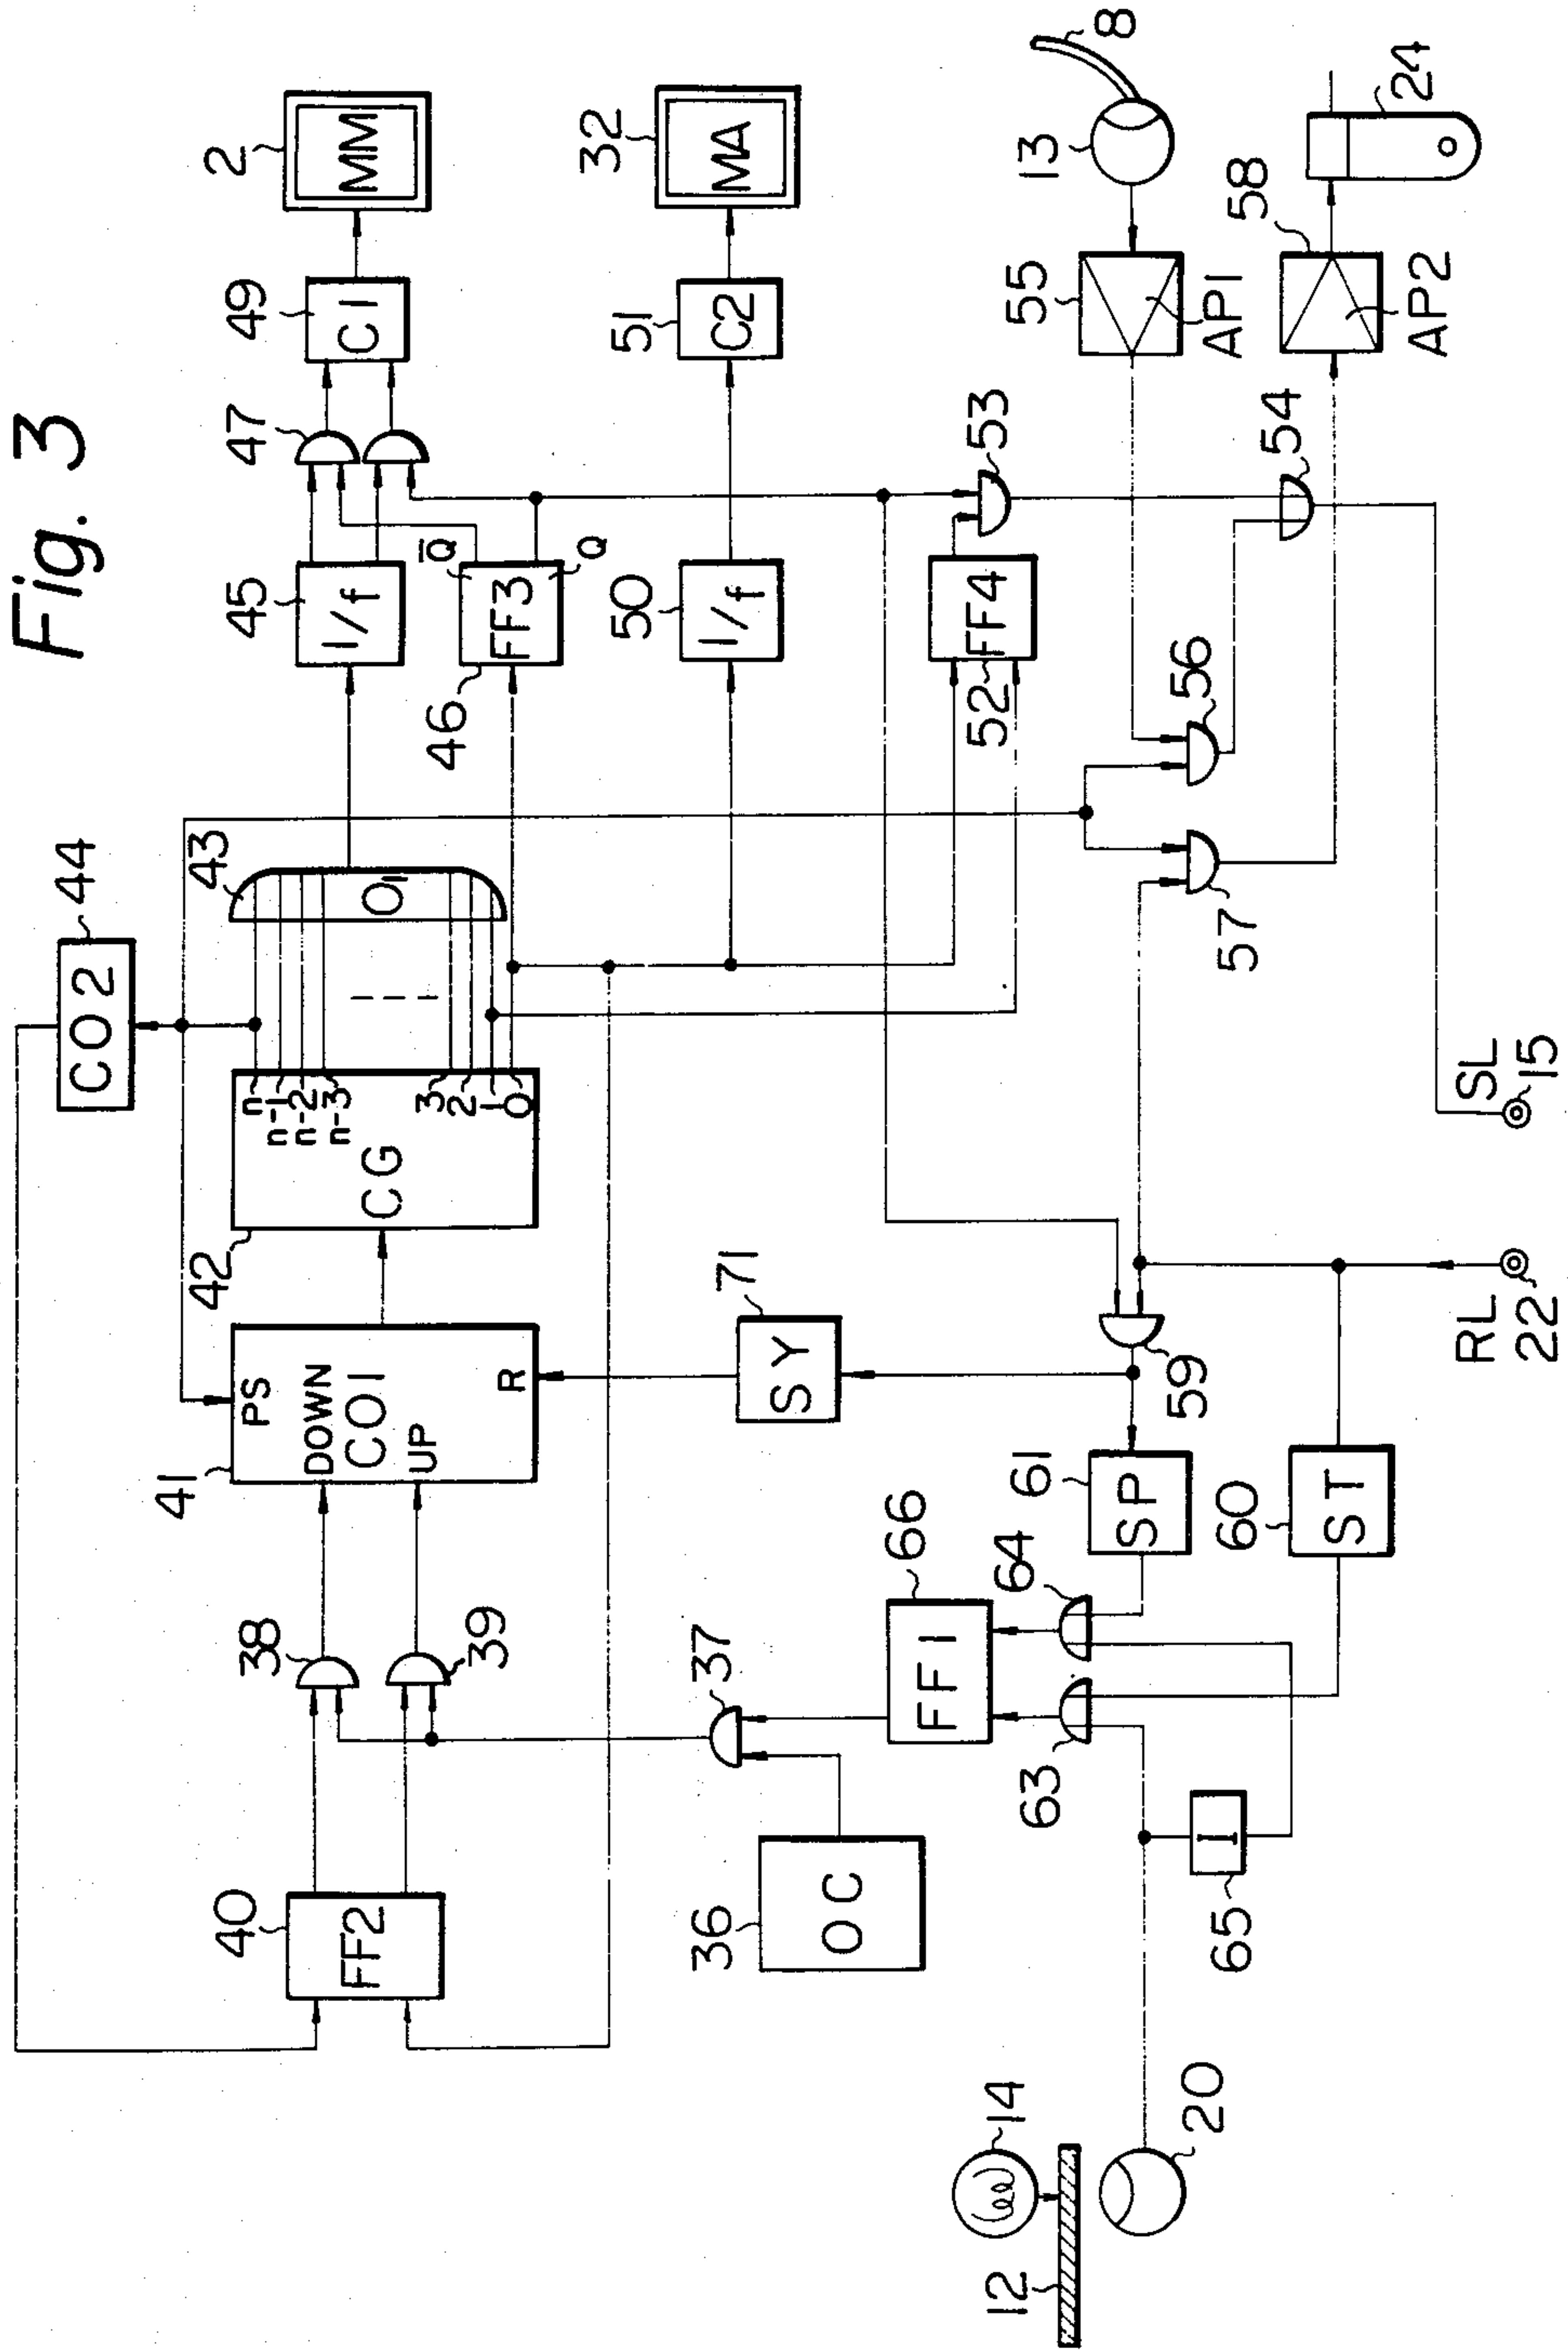 Fig. 3
44
CO2
43
O1
n
n-1
n-2
n-3
3
2
1
0
CG
42
41
PS
DOWN
CO1
UP
R
38
39
40
FF2
45
1/f
47
49
C1
2
MM
46
FF3
Q̅
Q
50
1/f
51
C2
32
MA
52
FF4
53
54
13
8
55
AP1
58
AP2
24
56
57
71
SY
59
61
SP
60
ST
64
63
66
FF1
37
36
OC
65
I
14
12
20
RL
22
SL
15